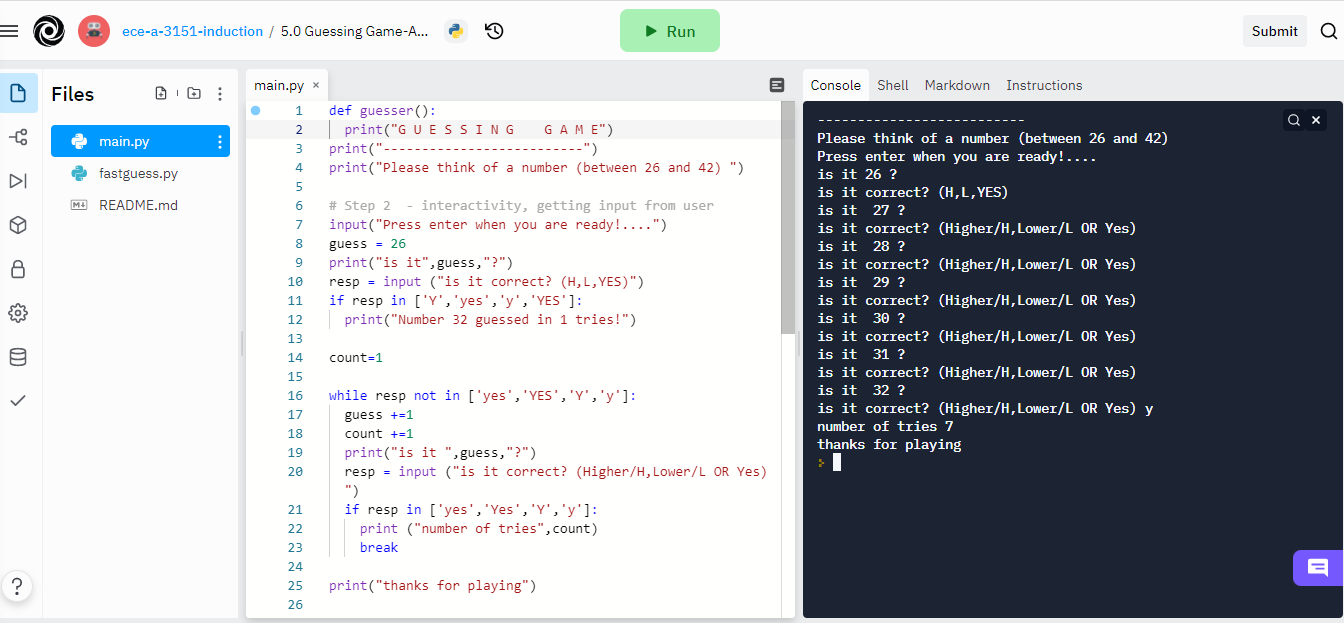 ece-a-3151-induction / 5.0 Guessing Game-A...
Run
Submit
Files
main.py
fastguess.py
README.md
main.py ×
1 def guesser():
2 print("G U E S S I N G    G A M E")
3 print("--------------------------")
4 print("Please think of a number (between 26 and 42) ")
5
6 # Step 2  - interactivity, getting input from user
7 input("Press enter when you are ready!....")
8 guess = 26
9 print("is it",guess,"?")
10 resp = input ("is it correct? (H,L,YES)")
11 if resp in ['Y','yes','y','YES']:
12 print("Number 32 guessed in 1 tries!")
13
14 count=1
15
16 while resp not in ['yes','YES','Y','y']:
17 guess +=1
18 count +=1
19 print("is it ",guess,"?")
20 resp = input ("is it correct? (Higher/H,Lower/L OR Yes)
")
21 if resp in ['yes','Yes','Y','y']:
22 print ("number of tries",count)
23 break
24
25 print("thanks for playing")
26
Console Shell Markdown Instructions
--------------------------
Please think of a number (between 26 and 42)
Press enter when you are ready!....
is it 26 ?
is it correct? (H,L,YES)
is it  27 ?
is it correct? (Higher/H,Lower/L OR Yes)
is it  28 ?
is it correct? (Higher/H,Lower/L OR Yes)
is it  29 ?
is it correct? (Higher/H,Lower/L OR Yes)
is it  30 ?
is it correct? (Higher/H,Lower/L OR Yes)
is it  31 ?
is it correct? (Higher/H,Lower/L OR Yes)
is it  32 ?
is it correct? (Higher/H,Lower/L OR Yes) y
number of tries 7
thanks for playing
>
?